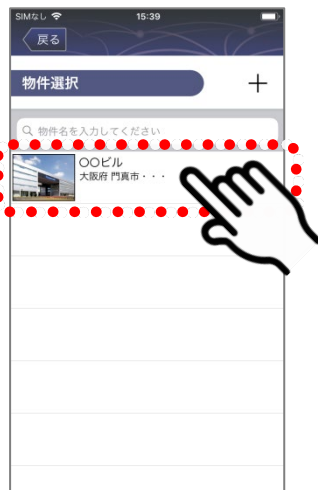 SIMなし 15:39
戻る
物件選択 +
物件名を入力してください
〇〇ビル
大阪府 門真市・・・